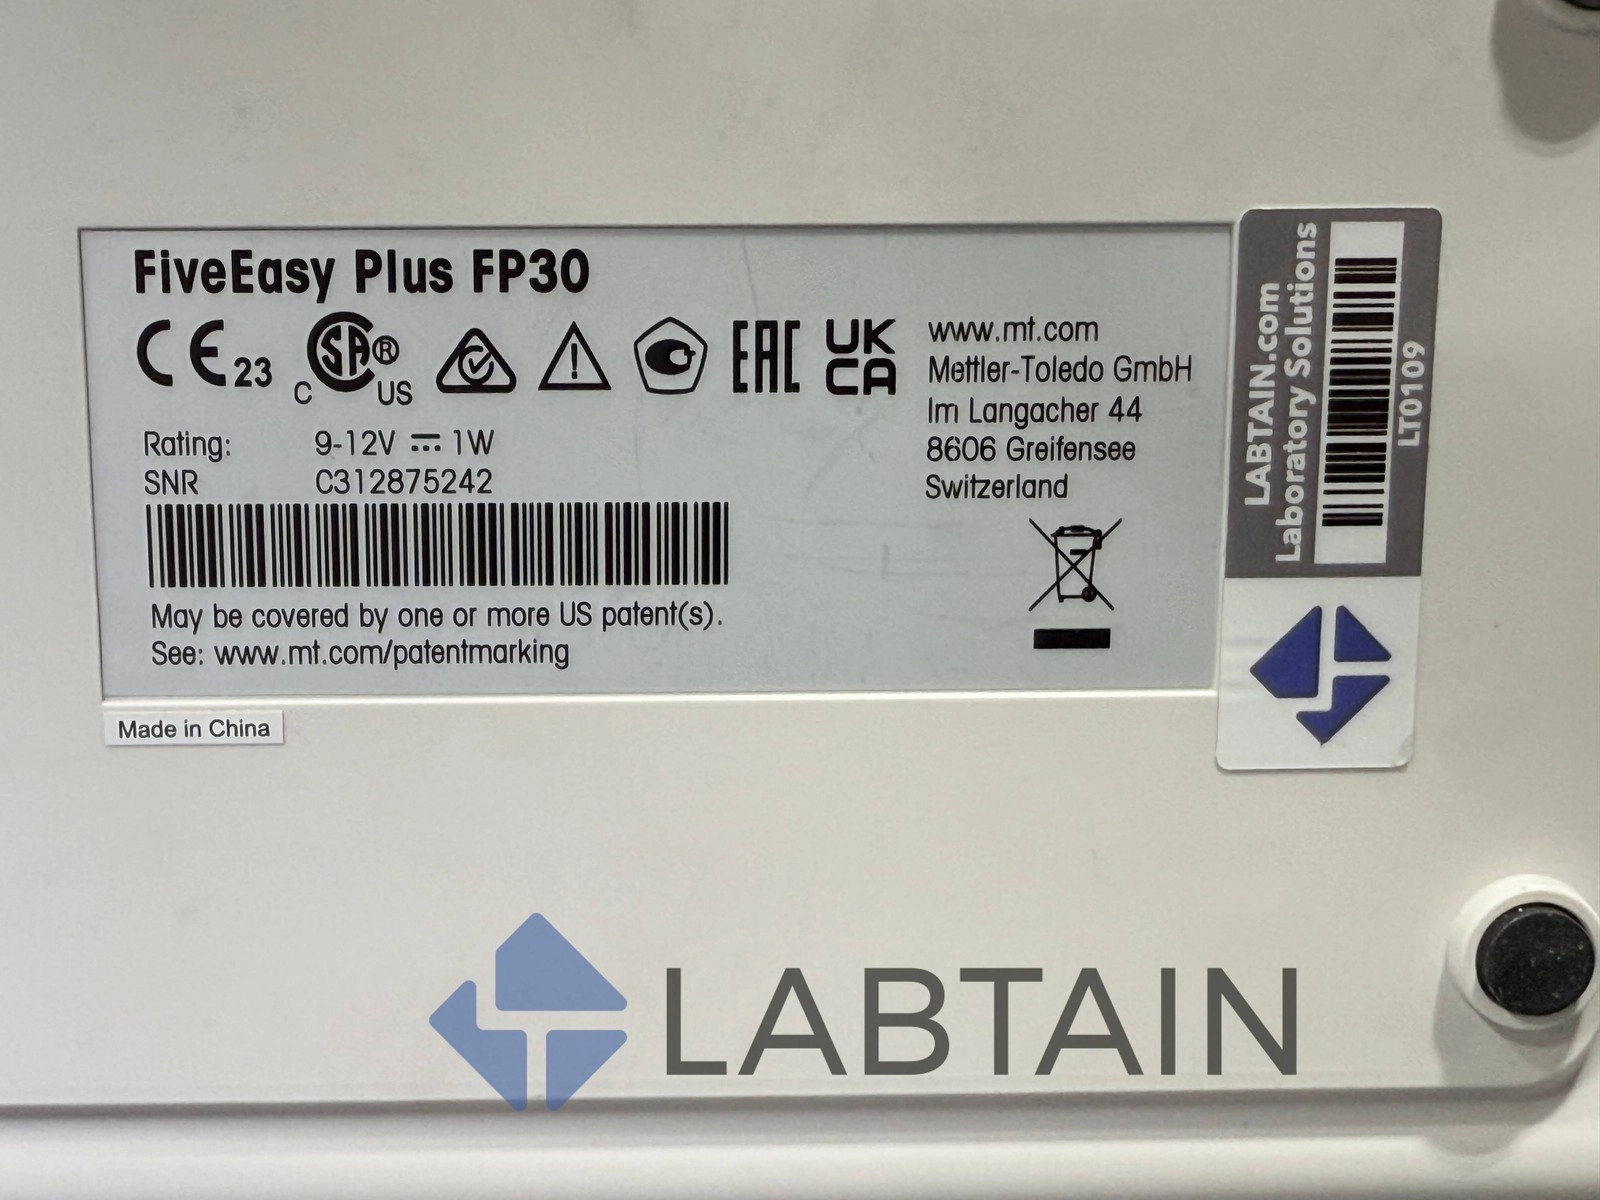 FiveEasy Plus FP30
CE 23
C SA ® US
EAC
UK
CA
Rating: 9-12V 1W
SNR C312875242
May be covered by one or more US patent(s).
See: www.mt.com/patentmarking
www.mt.com
Mettler-Toledo GmbH
Im Langacher 44
8606 Greifensee
Switzerland
Made in China
LABTAIN.com
Laboratory Solutions
LT0109
LABTAIN